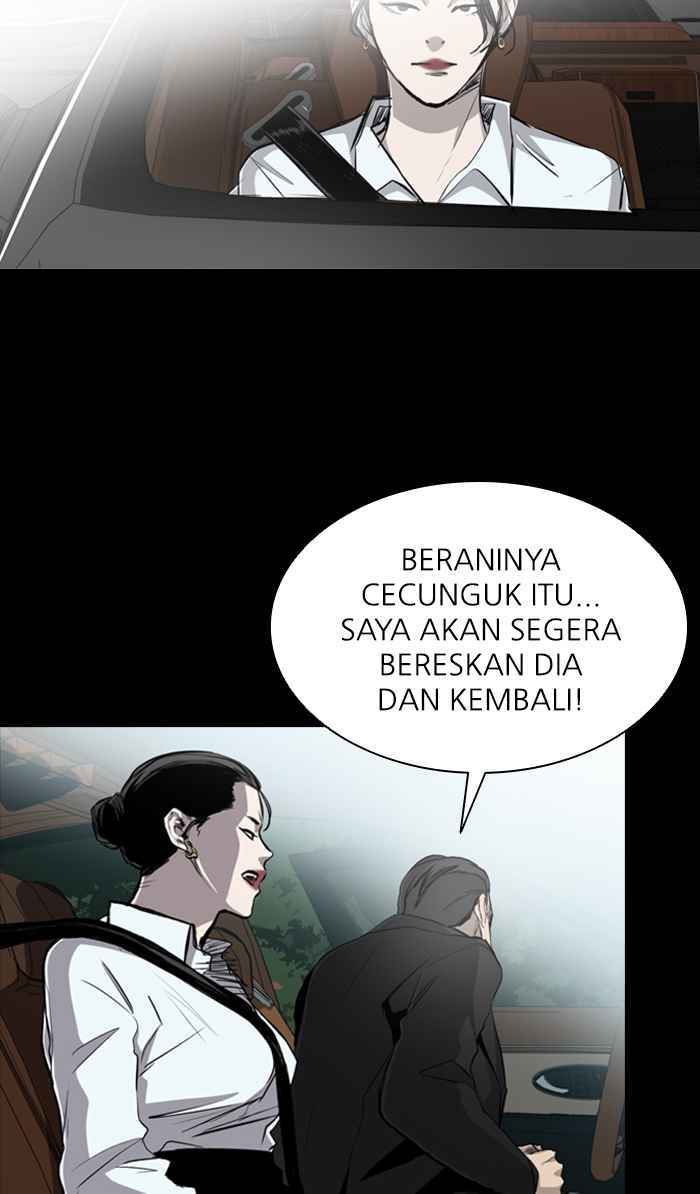 BERANINYA
CECUNGUK ITU...
SAYA AKAN SEGERA
BERESKAN DIA
DAN KEMBALI!